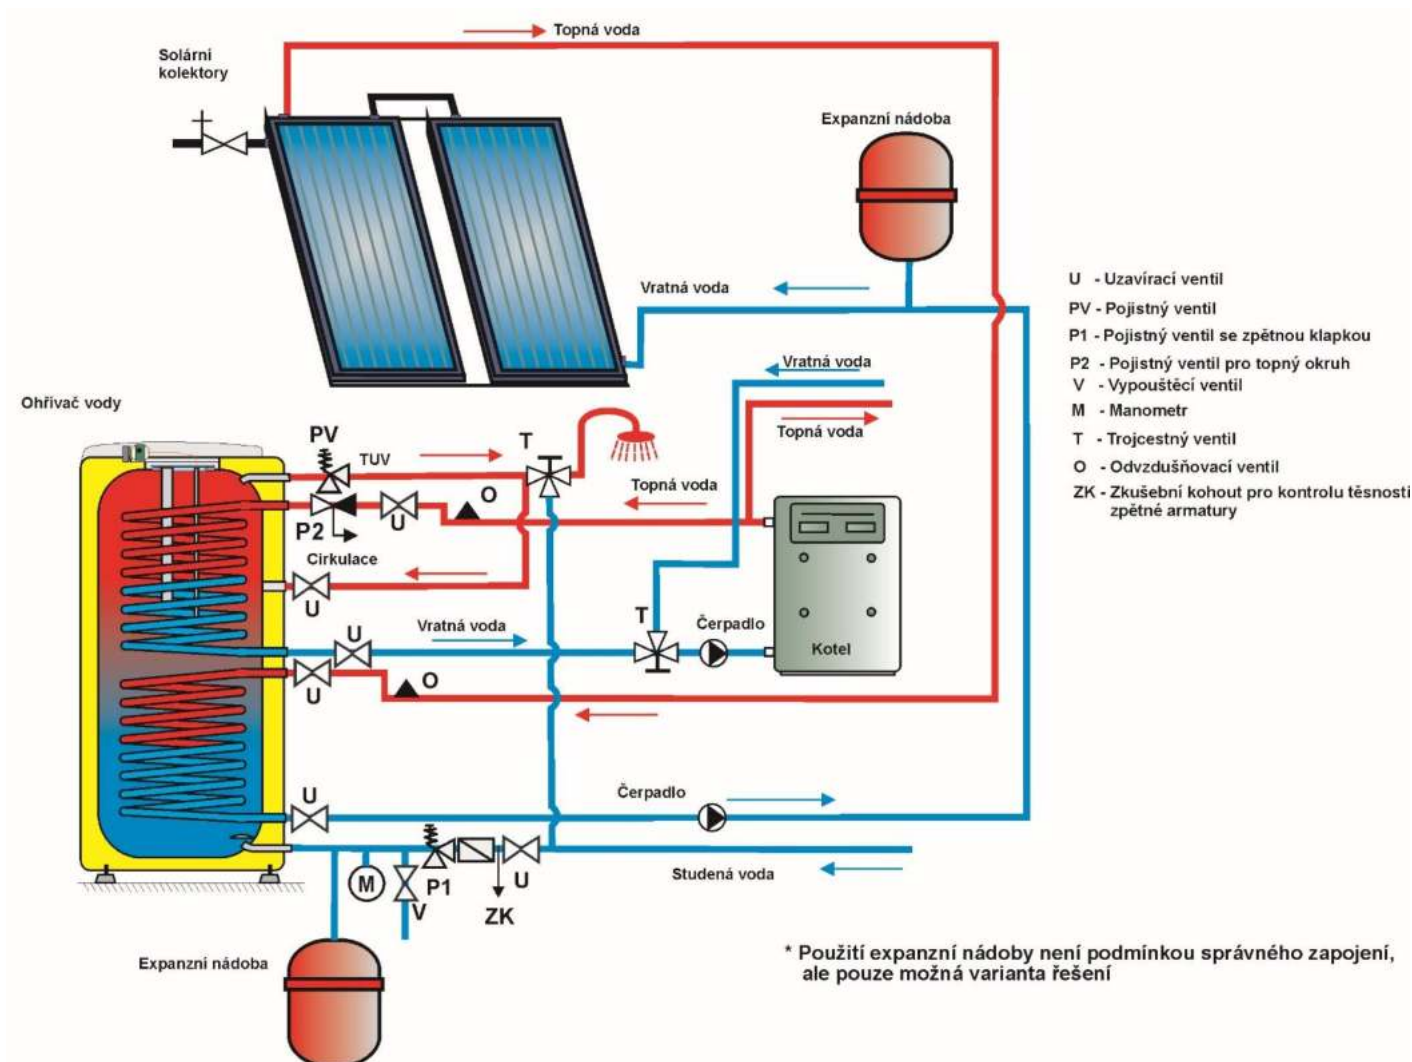 Topná voda
Solární
kolektory
Expanzní nádoba
Vratná voda
U - Uzavírací ventil
PV - Pojistný ventil
P1 - Pojistný ventil se zpětnou klapkou
P2 - Pojistný ventil pro topný okruh
V - Vypouštěcí ventil
M - Manometr
T - Trojcestný ventil
O - Odvzdušňovací ventil
ZK - Zkušební kohout pro kontrolu těsnosti
zpětné armatury
Vratná voda
Ohřivač vody
Topná voda
PV
TUV
T
Topná voda
O
U
P2
Cirkulace
U
T
Vratná voda
U
Čerpadlo
Kotel
U
O
U
Čerpadlo
M
V
P1
ZK
U
Studená voda
Expanzní nádoba
* Použití expanzní nádoby není podmínkou správného zapojení,
ale pouze možná varianta řešení